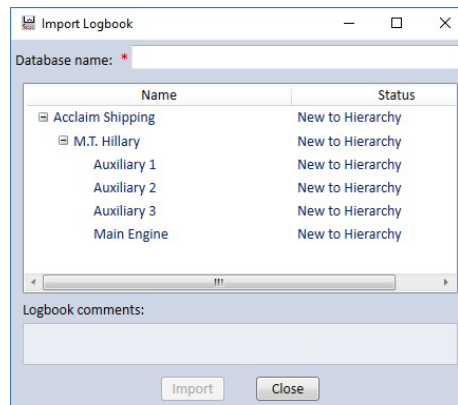 Import Logbook
Database name: *
Name Status
Acclaim Shipping New to Hierarchy
M.T. Hillary New to Hierarchy
Auxiliary 1 New to Hierarchy
Auxiliary 2 New to Hierarchy
Auxiliary 3 New to Hierarchy
Main Engine New to Hierarchy
Logbook comments:
Import Close